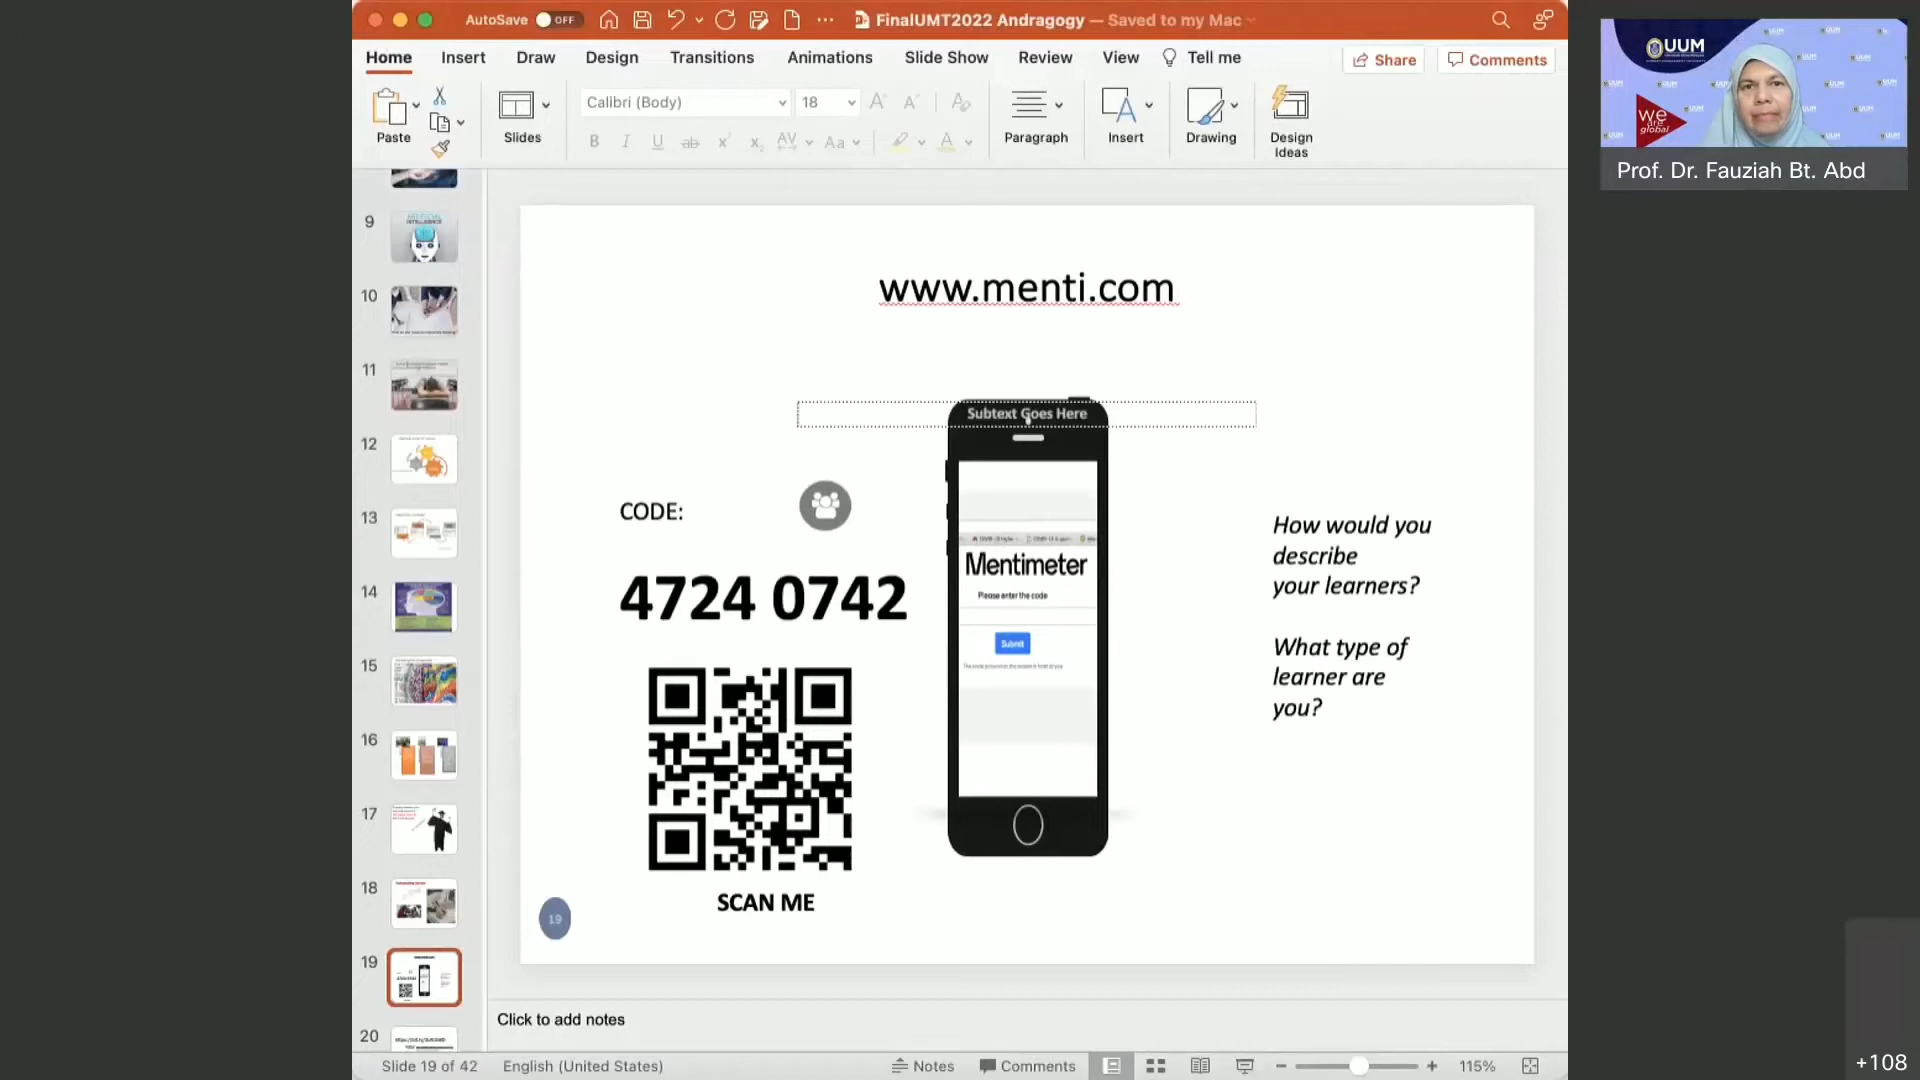 AutoSave OFF
FinalUMT2022 Andragogy — Saved to my Mac
Home Insert Draw Design Transitions Animations Slide Show Review View Tell me Share Comments
Calibri (Body) 18
Paste Slides Paragraph Insert Drawing Design Ideas
UUM
we are global
Prof. Dr. Fauziah Bt. Abd
9
10
11
12
13
14
15
16
17
18
19
20
www.menti.com
Subtext Goes Here
CODE:
4724 0742
SCAN ME
Mentimeter
Please enter the code
Submit
How would you
describe
your learners?
What type of
learner are
you?
19
Click to add notes
Slide 19 of 42 English (United States) Notes Comments 115%
+108